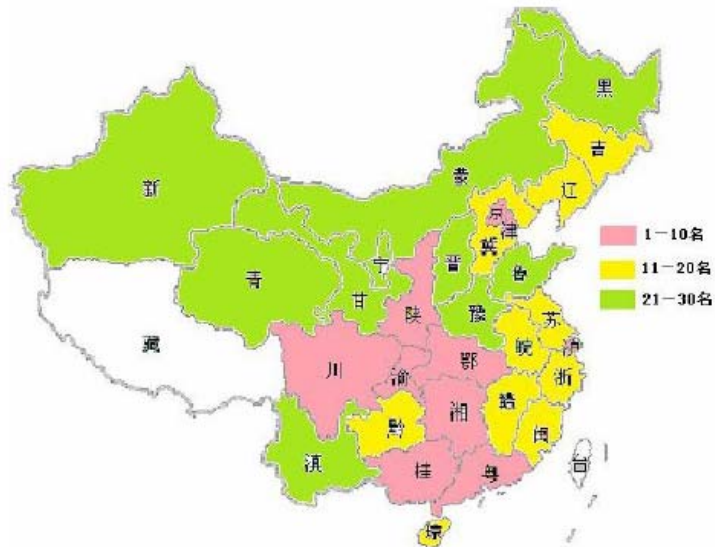 黑
吉
辽
新
蒙
京
津
1—10名
冀
宁
晋
鲁
11—20名
青
甘
21—30名
陕
豫
苏
藏
皖
川
鄂
渝
浙
湘
赣
黔
闽
滇
桂
粤
台
琼